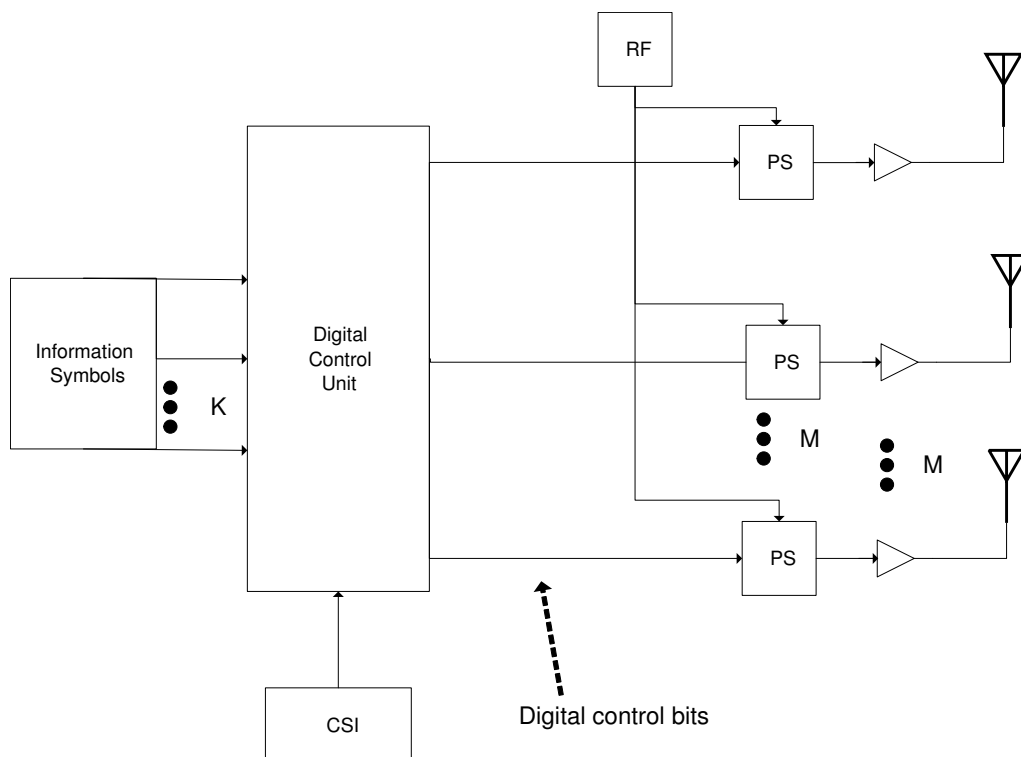 RF
PS
PS
Information
Symbols
K
Digital
Control
Unit
M
M
PS
CSI
Digital control bits